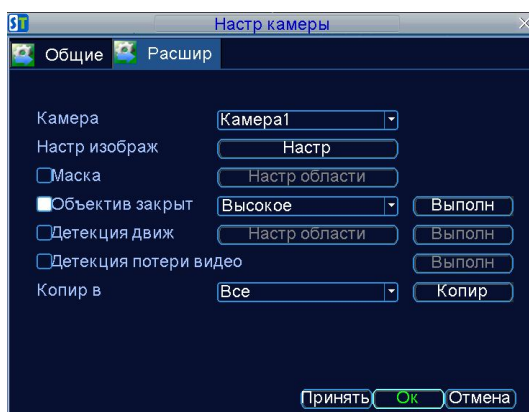 ST Настр камеры
Общие Расшир
Камера Камера1
Настр изображ Настр
Маска Настр области
Объектив закрыт Высокое Выполн
Детекция движ Настр области Выполн
Детекция потери видео Выполн
Копир в Все Копир
Принять Ок Отмена